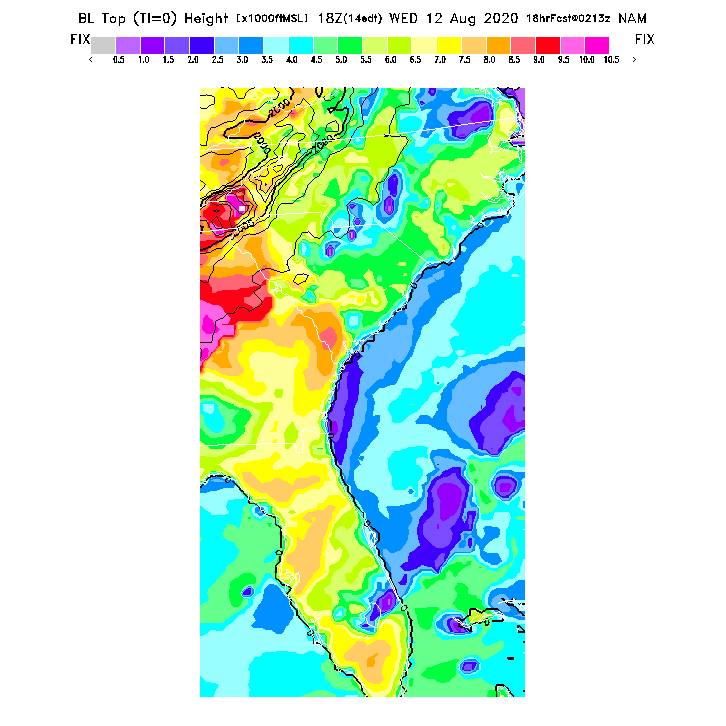 BL Top (TI=0) Height [x1000ftMSL] 18Z(14edt) WED 12 Aug 2020 18hrFcst@0213z NAM
FIX FIX
< 0.5 1.0 1.5 2.0 2.5 3.0 3.5 4.0 4.5 5.0 5.5 6.0 6.5 7.0 7.5 8.0 8.5 9.0 9.5 10.0 10.5 >
2000
2000